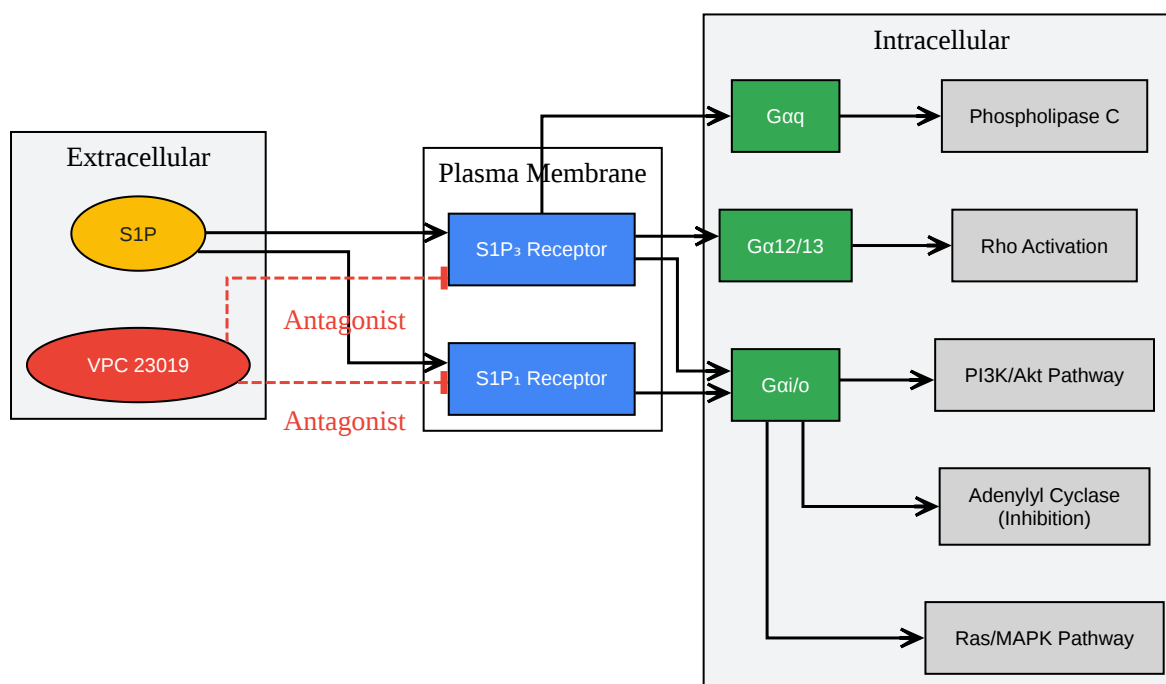 Extracellular
S1P
VPC 23019
Antagonist
Antagonist
Plasma Membrane
S1P₃ Receptor
S1P₁ Receptor
Intracellular
Gαq
Phospholipase C
Gα12/13
Rho Activation
Gαi/o
PI3K/Akt Pathway
Adenylyl Cyclase
(Inhibition)
Ras/MAPK Pathway